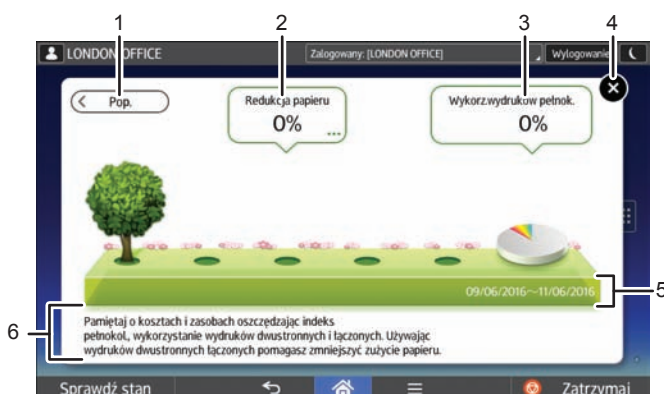 1 2 3 4
LONDON OFFICE Zalogowany: [LONDON OFFICE] Wylogowanie
Pop.
Redukcja papieru
0%
...
Wykorz.wydruków pełnok.
0%
09/06/2016~11/06/2016
5
6
Pamiętaj o kosztach i zasobach oszczędzając indeks
pełnokol, wykorzystanie wydruków dwustronnych i łączonych. Używając
wydruków dwustronnych łączonych pomagasz zmniejszyć zużycie papieru.
Sprawdź stan Zatrzymaj